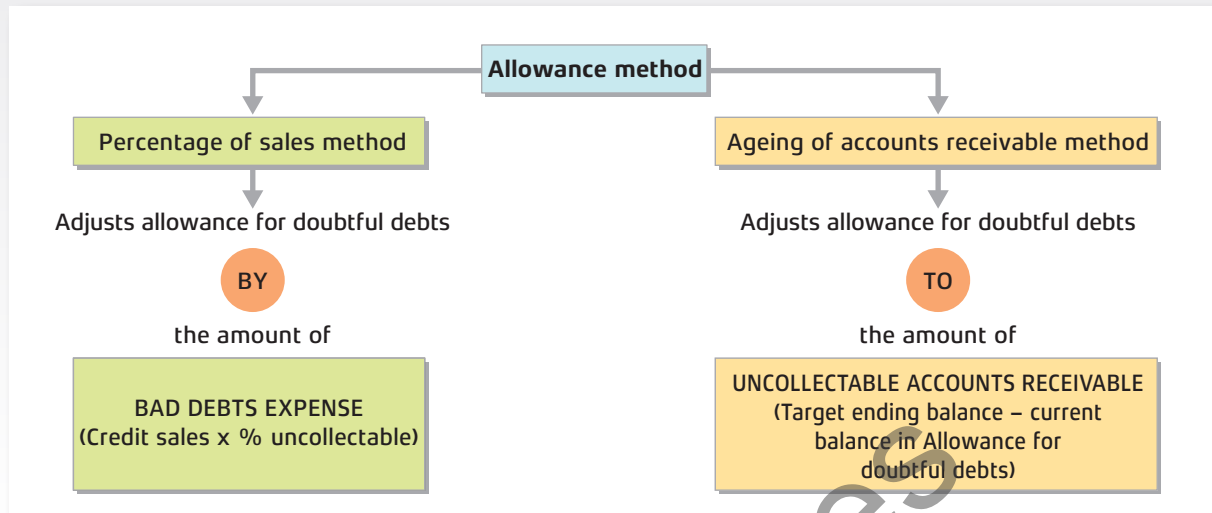 Allowance method
Percentage of sales method
Adjusts allowance for doubtful debts
BY
the amount of
BAD DEBTS EXPENSE
(Credit sales x % uncollectable)
Ageing of accounts receivable method
Adjusts allowance for doubtful debts
TO
the amount of
UNCOLLECTABLE ACCOUNTS RECEIVABLE
(Target ending balance – current
balance in Allowance for
doubtful debts)
es